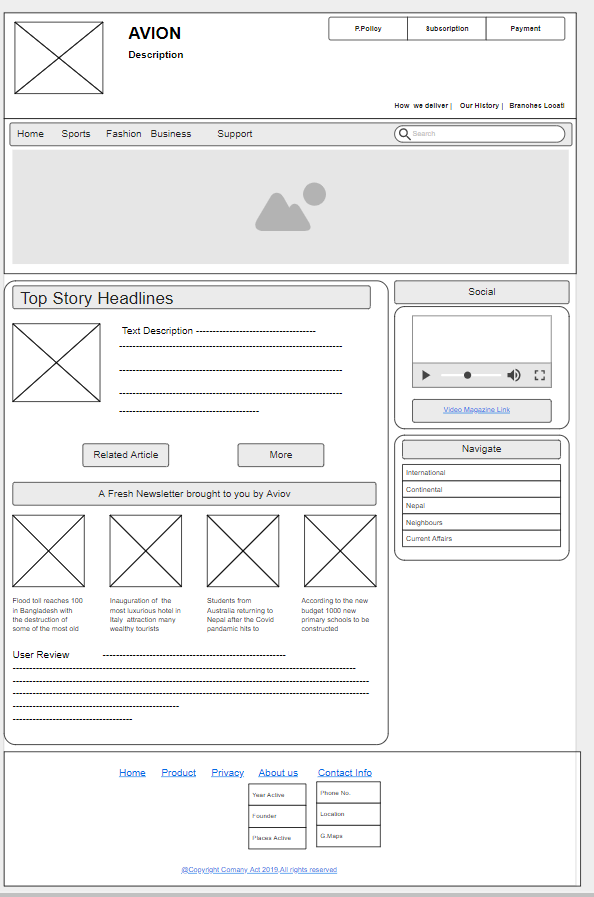 AVION
Description
P.Policy Subscription Payment
How we deliver | Our History | Branches Locati
Home Sports Fashion Business Support
Search
Top Story Headlines
Text Description
Related Article More
A Fresh Newsletter brought to you by Aviov
Flood toll reaches 100
in Bangladesh with
the destruction of
some of the most old
Inauguration of the
most luxurious hotel in
Italy attraction many
wealthy tourists
Students from
Australia returning to
Nepal after the Covid
pandamic hits to
According to the new
budget 1000 new
primary schools to be
constructed
User Review
Social
Video Magazine Link
Navigate
International
Continental
Nepal
Neighbours
Current Affairs
Home Product Privacy About us Contact Info
Year Active
Founder
Places Active
Phone No.
Location
G.Maps
@Copyright Comany Act 2019,All rights reserved